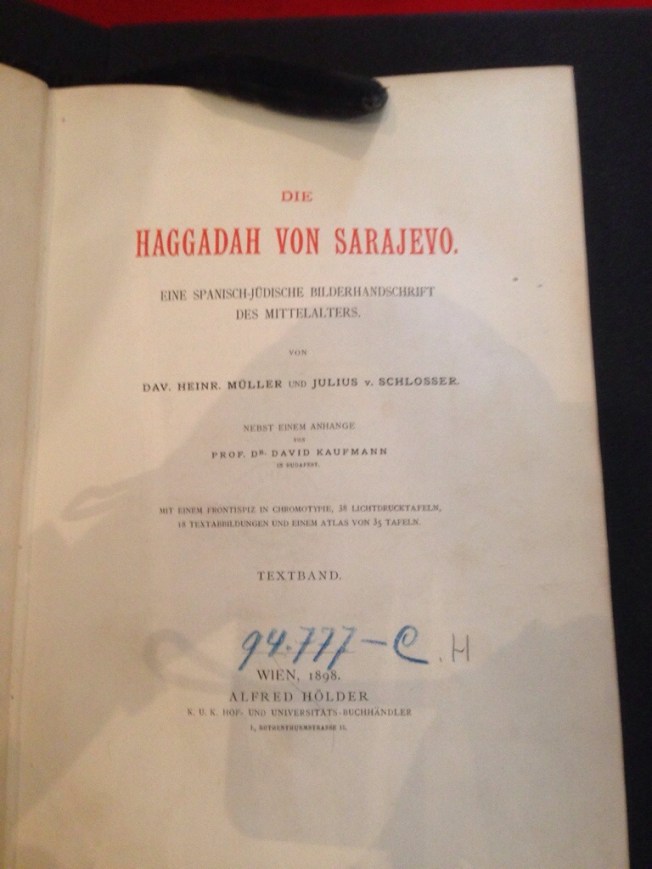 DIE
HAGGADAH VON SARAJEVO.
EINE SPANISCH-JÜDISCHE BILDERHANDSCHRIFT
DES MITTELALTERS.
VON
DAV. HEINR. MÜLLER UND JULIUS v. SCHLOSSER.
NEBST EINEM ANHANGE
VON
PROF. DR. DAVID KAUFMANN
IN BUDAPEST.
MIT EINEM FRONTISPIZ IN CHROMOTYPIE, 38 LICHTDRUCKTAFELN,
18 TEXTABBILDUNGEN UND EINEM ATLAS VON 35 TAFELN.
TEXTBAND.
94.777-C.H
WIEN, 1898.
ALFRED HÖLDER
K. U. K. HOF- UND UNIVERSITÄTS-BUCHHÄNDLER
I, ROTHENTHURMSTRASSE 15.